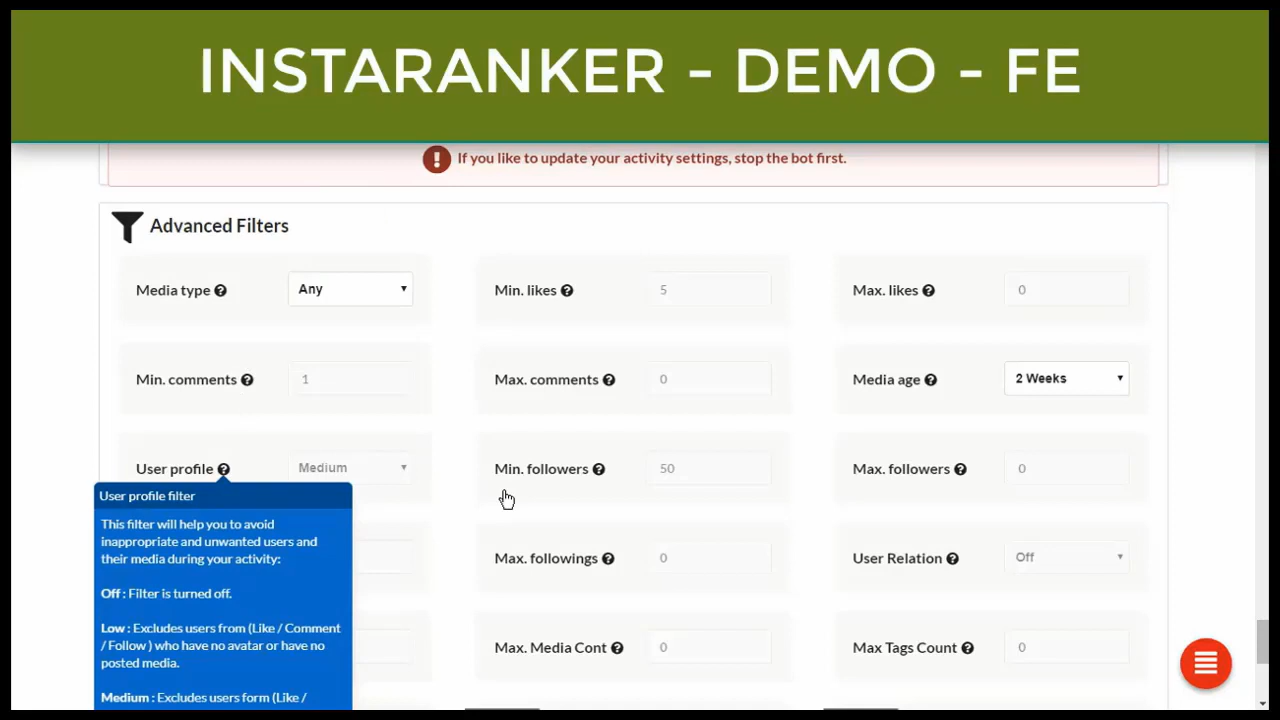 INSTARANKER - DEMO - FE
If you like to update your activity settings, stop the bot first.
Advanced Filters
Media type
Any
Min. likes
5
Max. likes
0
Min. comments
1
Max. comments
0
Media age
2 Weeks
User profile
Medium
Min. followers
50
Max. followers
0
User profile filter
This filter will help you to avoid
inappropriate and unwanted users and
their media during your activity:
Off : Filter is turned off.
Low : Excludes users from (Like / Comment
/ Follow ) who have no avatar or have no
posted media.
Medium : Excludes users form (Like /
Max. followings
0
User Relation
Off
Max. Media Cont
0
Max Tags Count
0